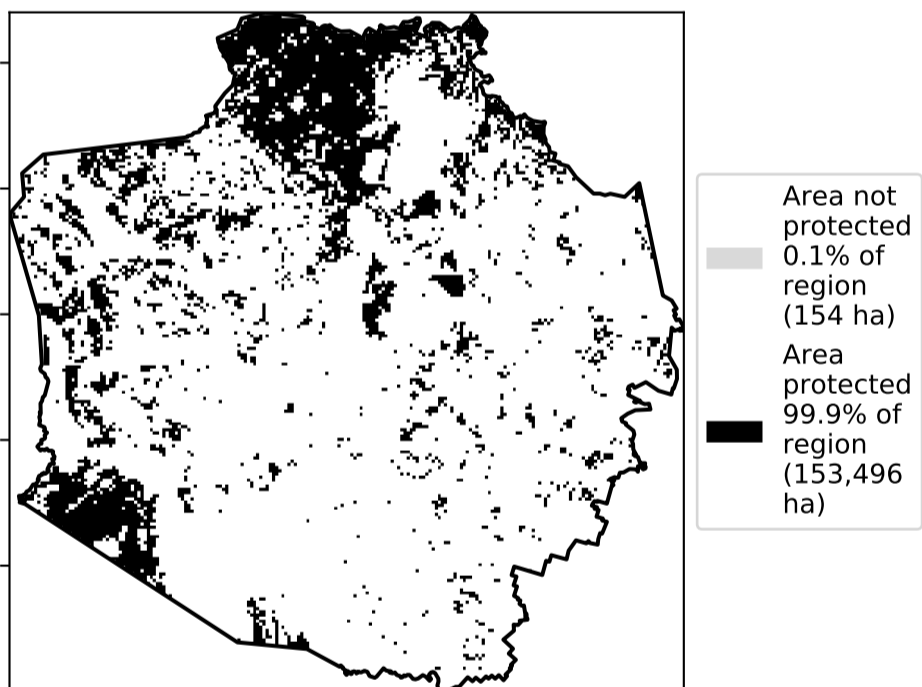 Area not
protected
0.1% of
region
(154 ha)
Area
protected
99.9% of
region
(153,496
ha)